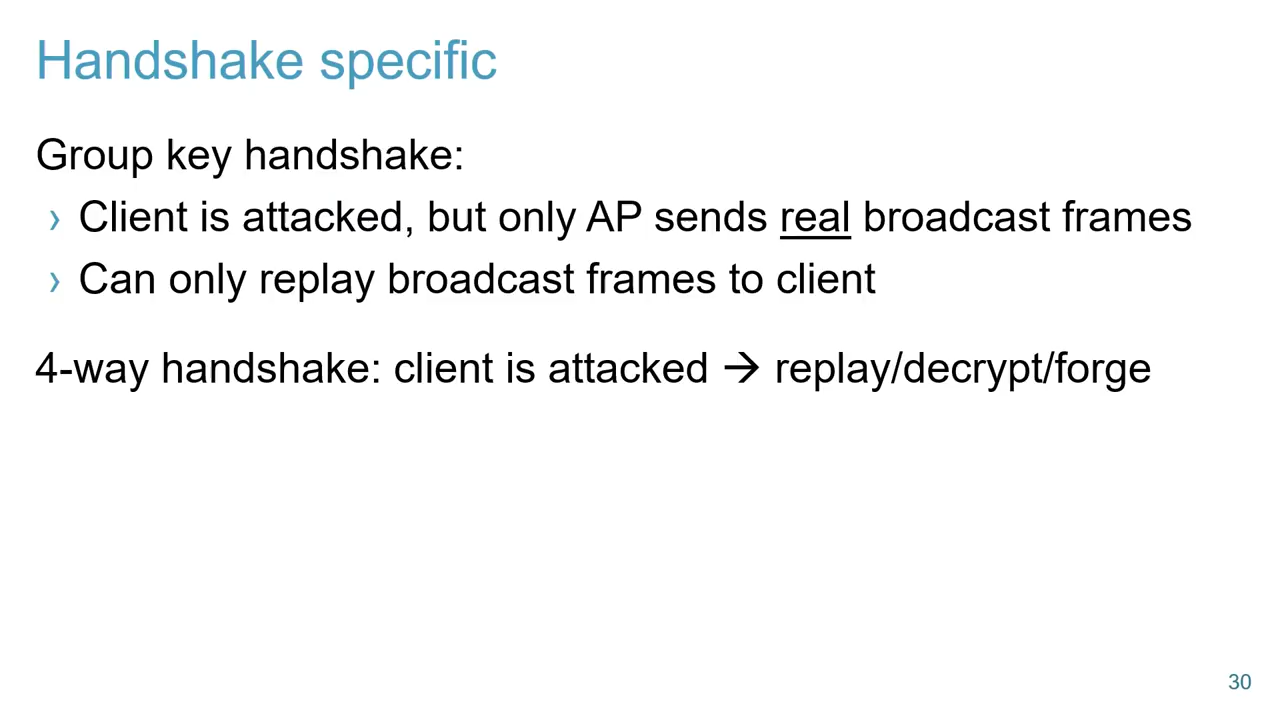 Handshake specific
Group key handshake:
› Client is attacked, but only AP sends real broadcast frames
› Can only replay broadcast frames to client
4-way handshake: client is attacked → replay/decrypt/forge
30